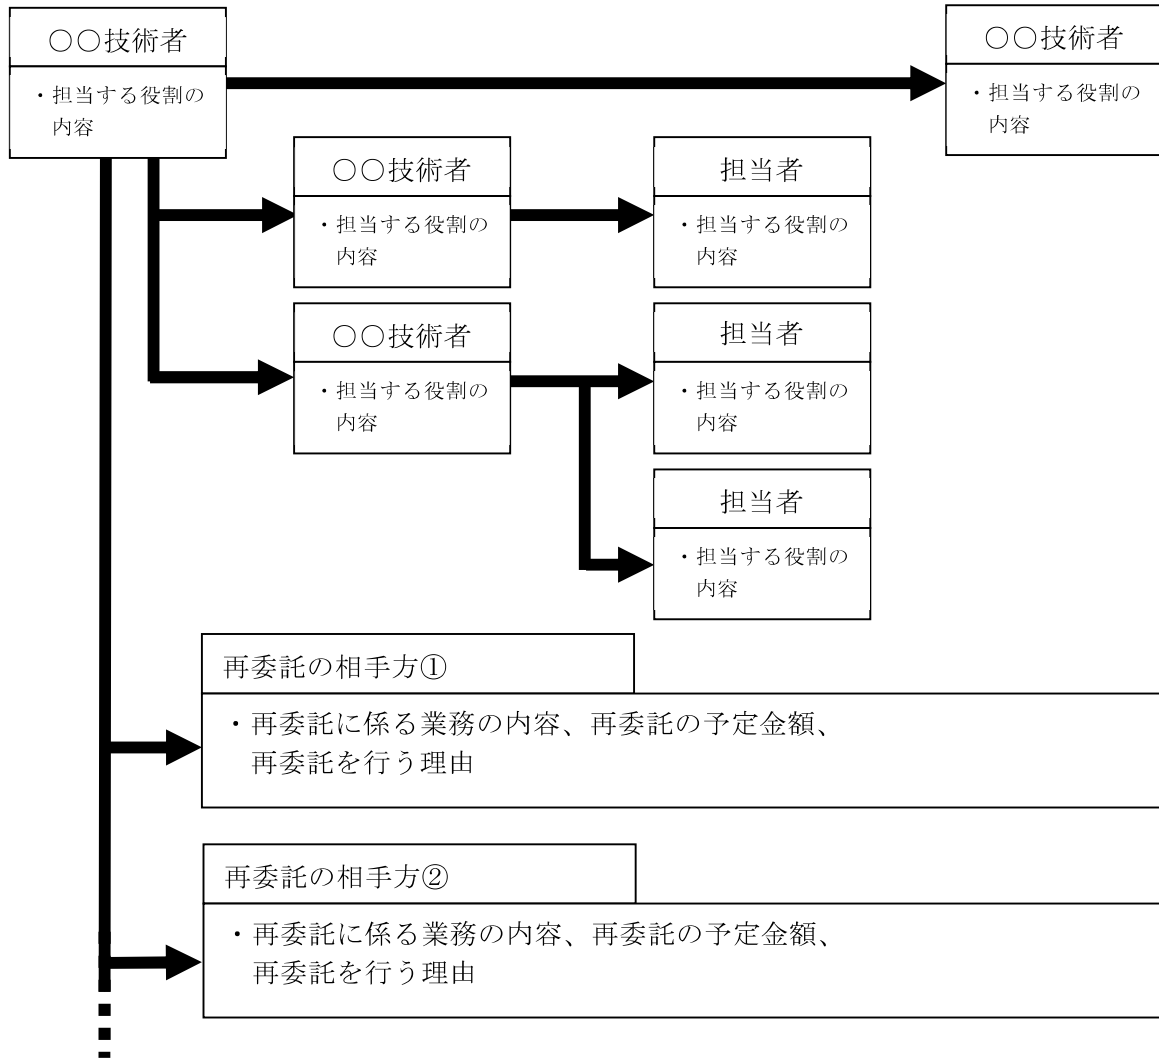 〇〇技術者
・担当する役割の
内容
〇〇技術者
・担当する役割の
内容
〇〇技術者
・担当する役割の
内容
担当者
・担当する役割の
内容
〇〇技術者
・担当する役割の
内容
担当者
・担当する役割の
内容
担当者
・担当する役割の
内容
再委託の相手方①
・再委託に係る業務の内容、再委託の予定金額、
再委託を行う理由
再委託の相手方②
・再委託に係る業務の内容、再委託の予定金額、
再委託を行う理由